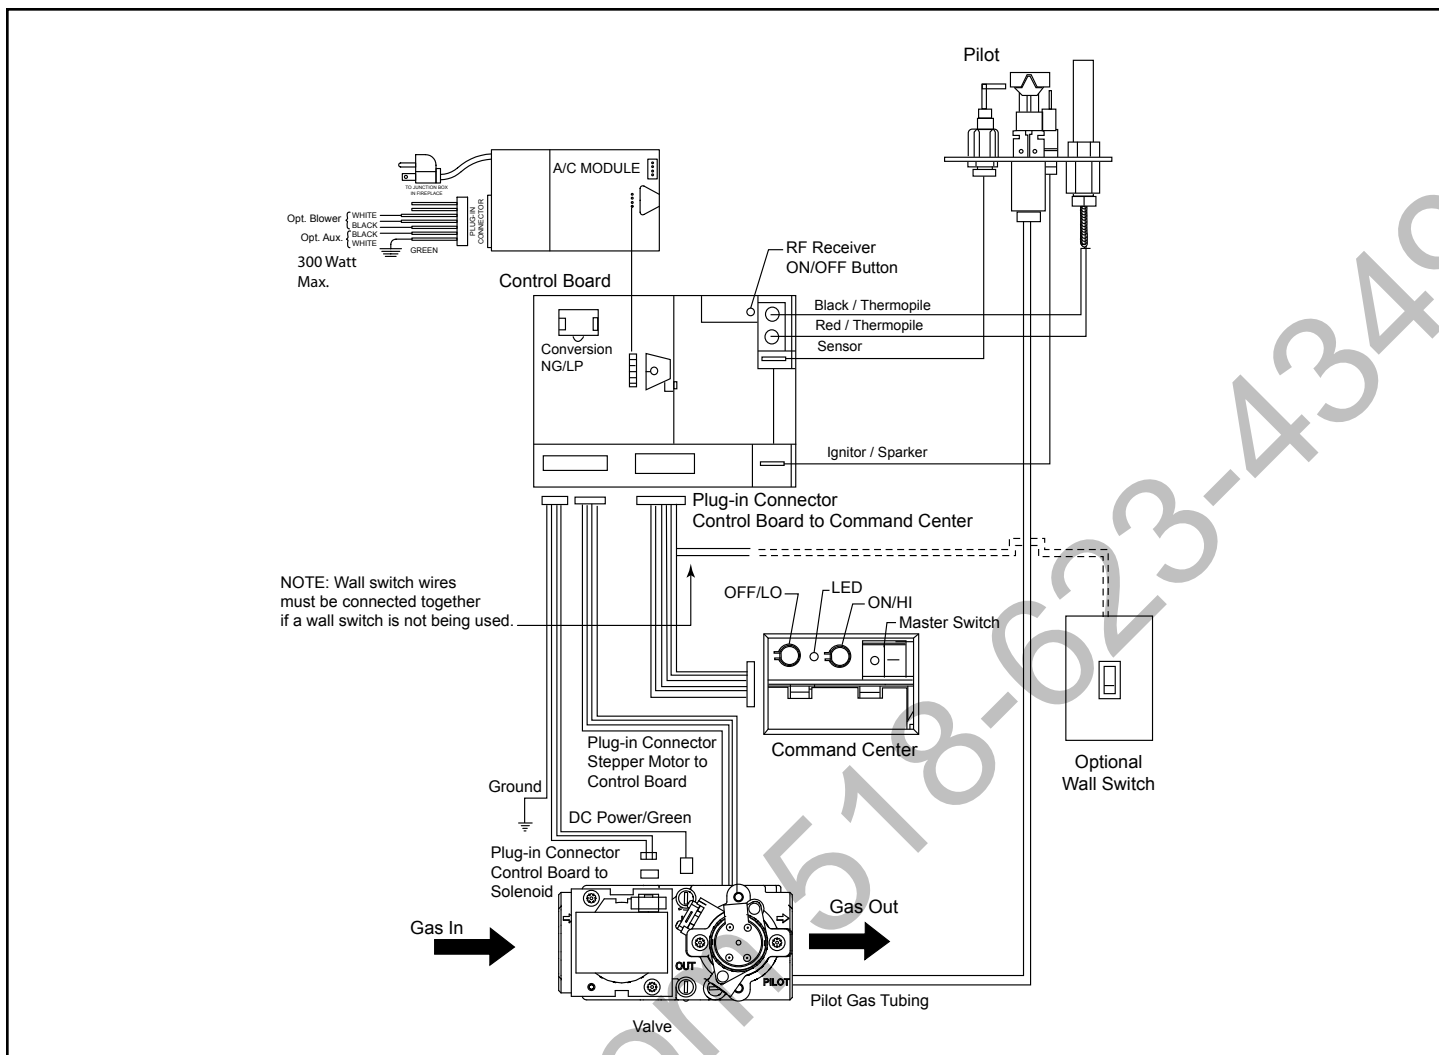 Pilot
A/C MODULE
TO JUNCTION BOX
IN FIREPLACE
PLUG-IN
CONNECTOR
Opt. Blower
WHITE
BLACK
Opt. Aux.
BLACK
WHITE
GREEN
300 Watt
Max.
RF Receiver
ON/OFF Button
Control Board
Black / Thermopile
Red / Thermopile
Sensor
Conversion
NG/LP
Ignitor / Sparker
Plug-in Connector
Control Board to Command Center
NOTE: Wall switch wires
must be connected together
if a wall switch is not being used.
OFF/LO
LED
ON/HI
Master Switch
Command Center
Optional
Wall Switch
Plug-in Connector
Stepper Motor to
Control Board
Ground
DC Power/Green
Plug-in Connector
Control Board to
Solenoid
Gas In
Gas Out
OUT
PILOT
Pilot Gas Tubing
Valve
om 518-623-4349